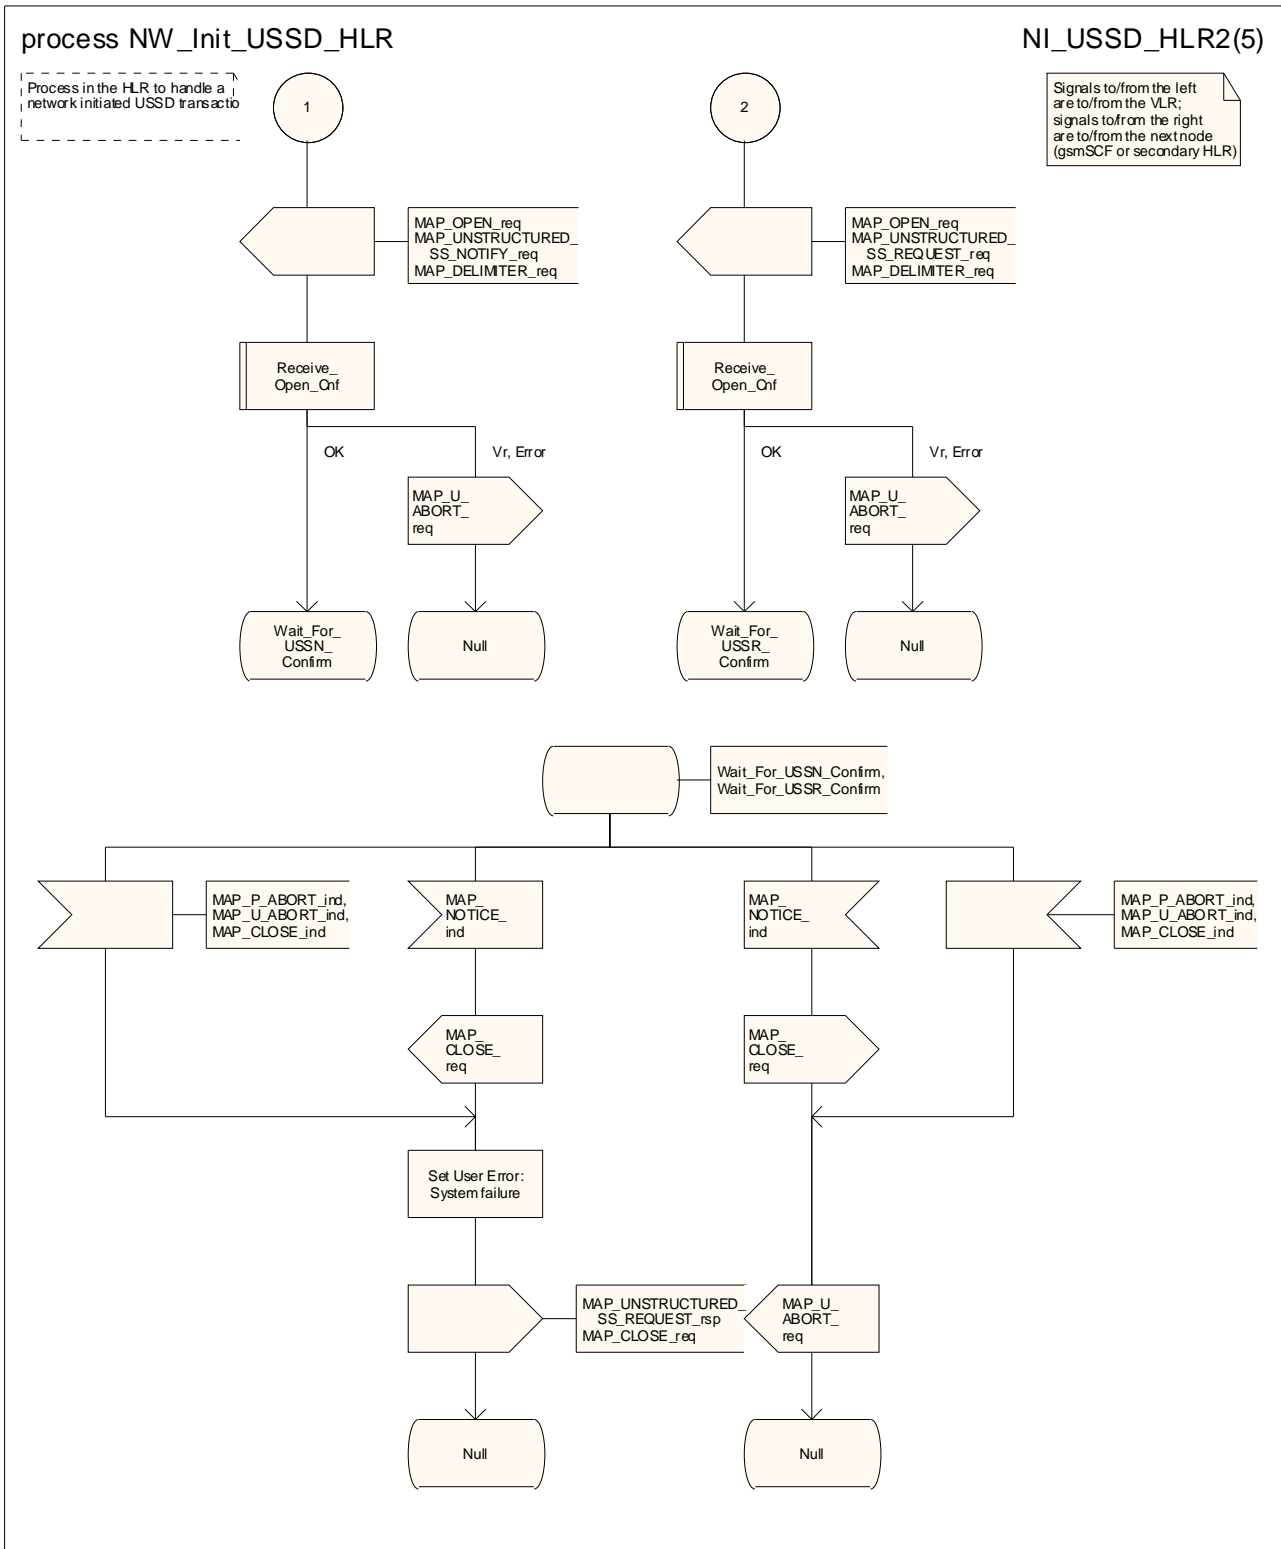 process NW_Init_USSD_HLR
NI_USSD_HLR2(5)
Process in the HLR to handle a
network initiated USSD transactio
1
2
Signals to/from the left
are to/from the VLR;
signals to/from the right
are to/from the next node
(gsmSCF or secondary HLR)
MAP_OPEN_req
MAP_UNSTRUCTURED_
SS_NOTIFY_req
MAP_DELIMITER_req
MAP_OPEN_req
MAP_UNSTRUCTURED_
SS_REQUEST_req
MAP_DELIMITER_req
Receive_
Open_Cnf
Receive_
Open_Cnf
OK
Vr, Error
OK
Vr, Error
MAP_U_
ABORT_
req
MAP_U_
ABORT_
req
Wait_For_
USSN_
Confirm
Null
Wait_For_
USSR_
Confirm
Null
Wait_For_USSN_Confirm,
Wait_For_USSR_Confirm
MAP_P_ABORT_ind,
MAP_U_ABORT_ind,
MAP_CLOSE_ind
MAP_
NOTICE_
ind
MAP_
NOTICE_
ind
MAP_P_ABORT_ind,
MAP_U_ABORT_ind,
MAP_CLOSE_ind
MAP_
CLOSE_
req
MAP_
CLOSE_
req
Set User Error:
System failure
MAP_UNSTRUCTURED_
SS_REQUEST_rsp
MAP_CLOSE_req
MAP_U_
ABORT_
req
Null
Null